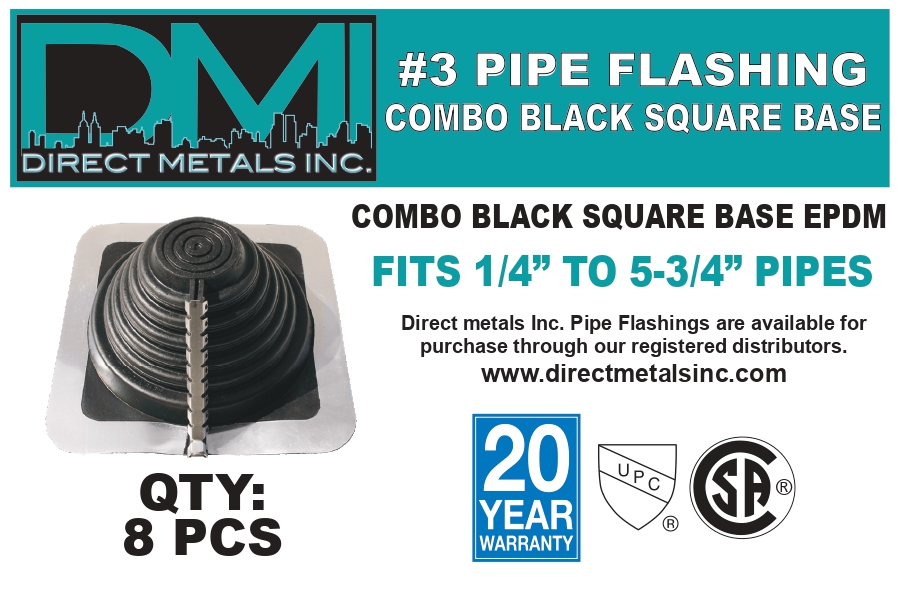 DMI
DIRECT METALS INC.
#3 PIPE FLASHING
COMBO BLACK SQUARE BASE
COMBO BLACK SQUARE BASE EPDM
FITS 1/4” TO 5-3/4” PIPES
Direct metals Inc. Pipe Flashings are available for
purchase through our registered distributors.
www.directmetalsinc.com
QTY:
8 PCS
20
YEAR
WARRANTY
UPC
®
CSA
®